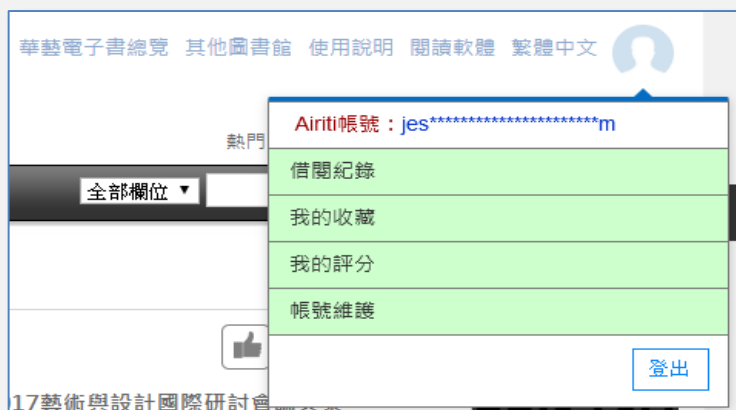 華藝電子書總覽 其他圖書館 使用說明 閱讀軟體 繁體中文
Airiti帳號：jes**********************m
熱門
借閱紀錄
全部欄位
我的收藏
我的評分
帳號維護
登出
017藝術與設計國際研討會